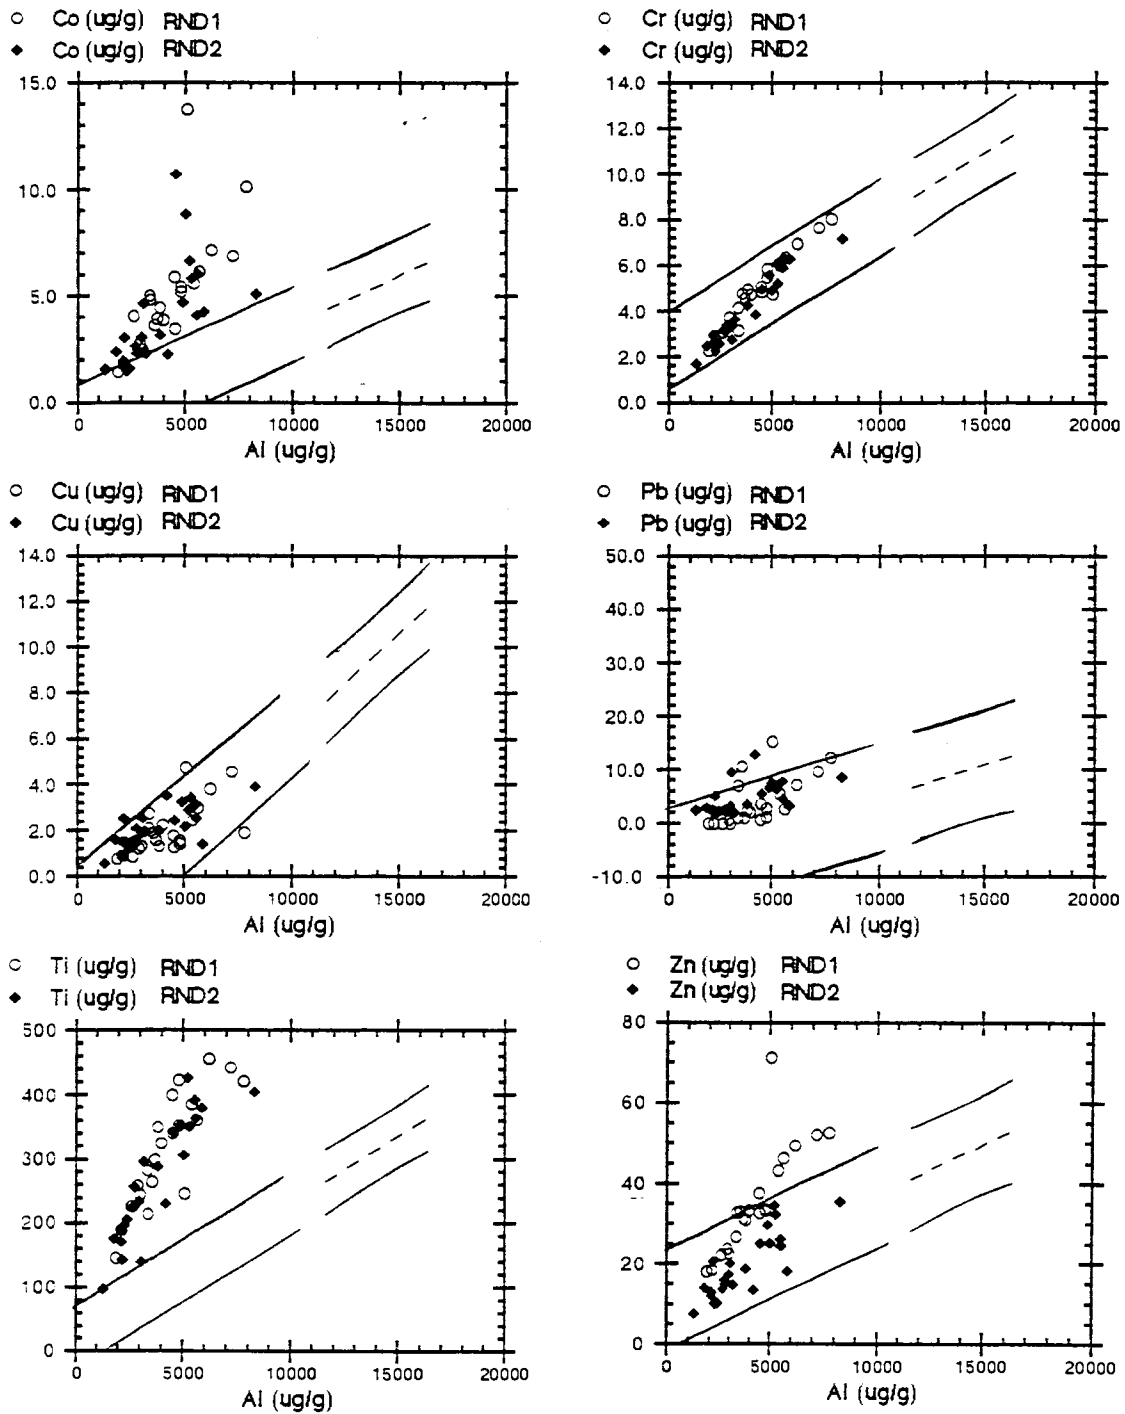 Co (ug/g) RND1
Co (ug/g) RND2
15.0
10.0
5.0
0.0
0 5000 10000 15000 20000
Al (ug/g)
Cr (ug/g) RND1
Cr (ug/g) RND2
14.0
12.0
10.0
8.0
6.0
4.0
2.0
0.0
0 5000 10000 15000 20000
Al (ug/g)
Cu (ug/g) RND1
Cu (ug/g) RND2
14.0
12.0
10.0
8.0
6.0
4.0
2.0
0.0
0 5000 10000 15000 20000
Al (ug/g)
Pb (ug/g) RND1
Pb (ug/g) RND2
50.0
40.0
30.0
20.0
10.0
0.0
-10.0
0 5000 10000 15000 20000
Al (ug/g)
Ti (ug/g) RND1
Ti (ug/g) RND2
500
400
300
200
100
0
0 5000 10000 15000 20000
Al (ug/g)
Zn (ug/g) RND1
Zn (ug/g) RND2
80
60
40
20
0
0 5000 10000 15000 20000
Al (ug/g)